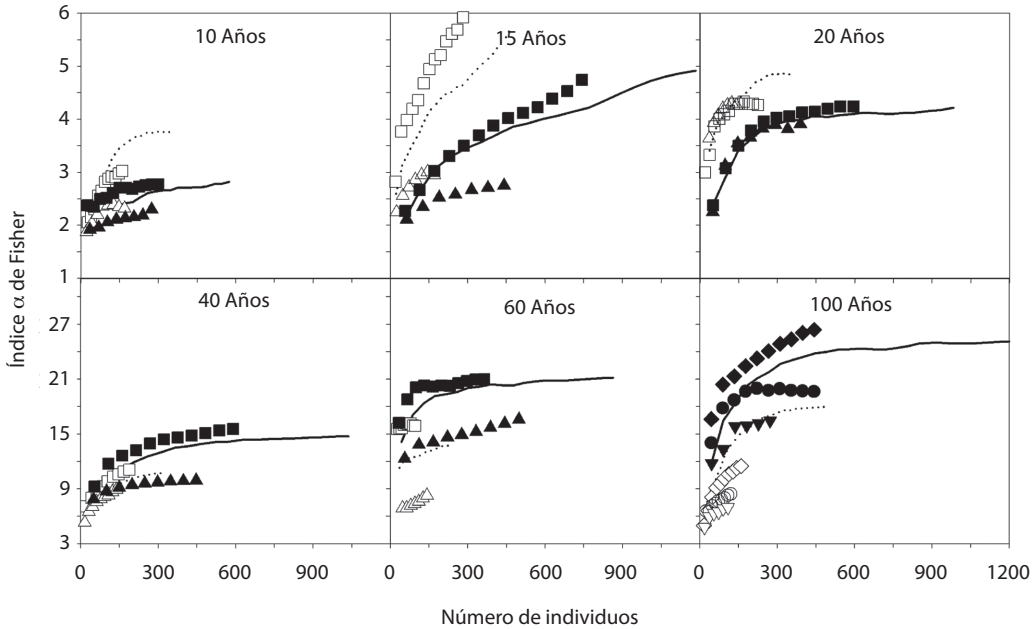 10 Años
15 Años
20 Años
6
5
4
3
2
1
40 Años
60 Años
100 Años
27
21
15
9
3
0 300 600 900 0 300 600 900 0 300 600 900 1200
Índice α de Fisher
Número de individuos